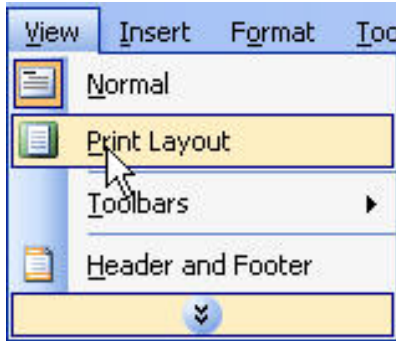 View Insert Format
Normal
Print Layout
Toolbars
Header and Footer